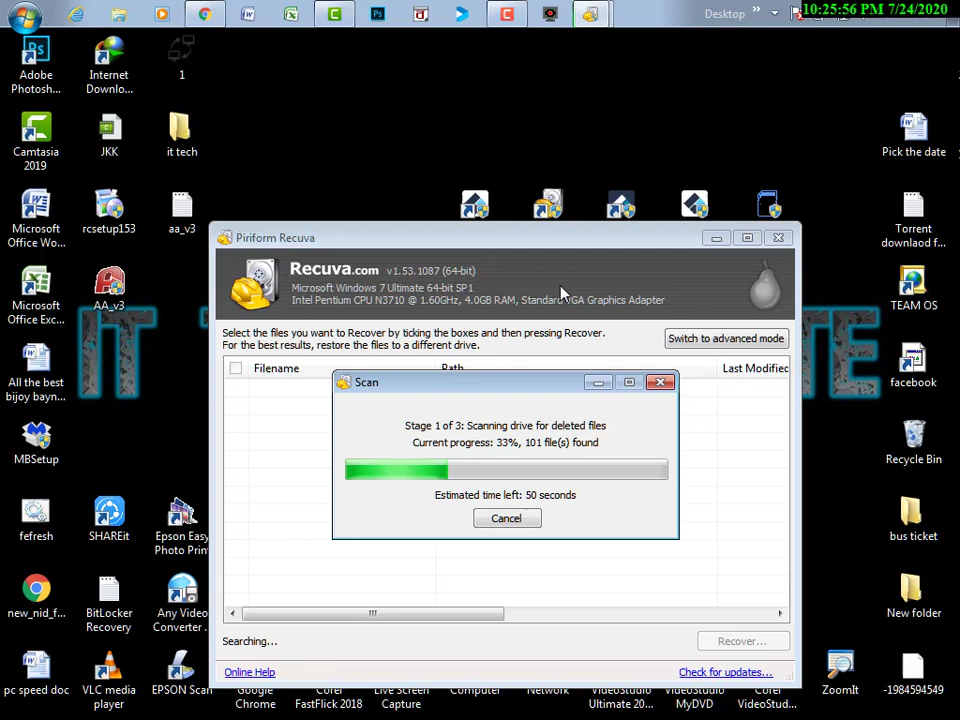 Desktop
10:25:56 PM 7/24/2020
Adobe
Photosh...
Internet
Downlo...
1
Camtasia
2019
JKK
it tech
Pick the date
Microsoft
Office Wo...
rcsetup153
aa_v3
Torrent
downlaod f...
Microsoft
Office Exc...
AA_v3
TEAM OS
All the best
bijoy bayn...
facebook
MBSetup
Recycle Bin
fefresh
SHAREit
Epson Easy
Photo Prin
bus ticket
new_nid_f...
BitLocker
Recovery
Any Video
Converter ...
New folder
pc speed doc
VLC media
player
EPSON Scan
Google
Chrome
Corel
FastFlick 2018
Live Screen
Capture
Computer
Network
VideoStudio
Ultimate 20...
VideoStudio
MyDVD
Corel
VideoStudio...
ZoomIt
-1984594549
IT
TE
Piriform Recuva
Recuva.com v1.53.1087 (64-bit)
Microsoft Windows 7 Ultimate 64-bit SP1
Intel Pentium CPU N3710 @ 1.60GHz, 4.0GB RAM, Standard VGA Graphics Adapter
Select the files you want to Recover by ticking the boxes and then pressing Recover.
For the best results, restore the files to a different drive.
Switch to advanced mode
Filename
Path
Last Modified
Scan
Stage 1 of 3: Scanning drive for deleted files
Current progress: 33%, 101 file(s) found
Estimated time left: 50 seconds
Cancel
Searching...
Recover...
Online Help
Check for updates...